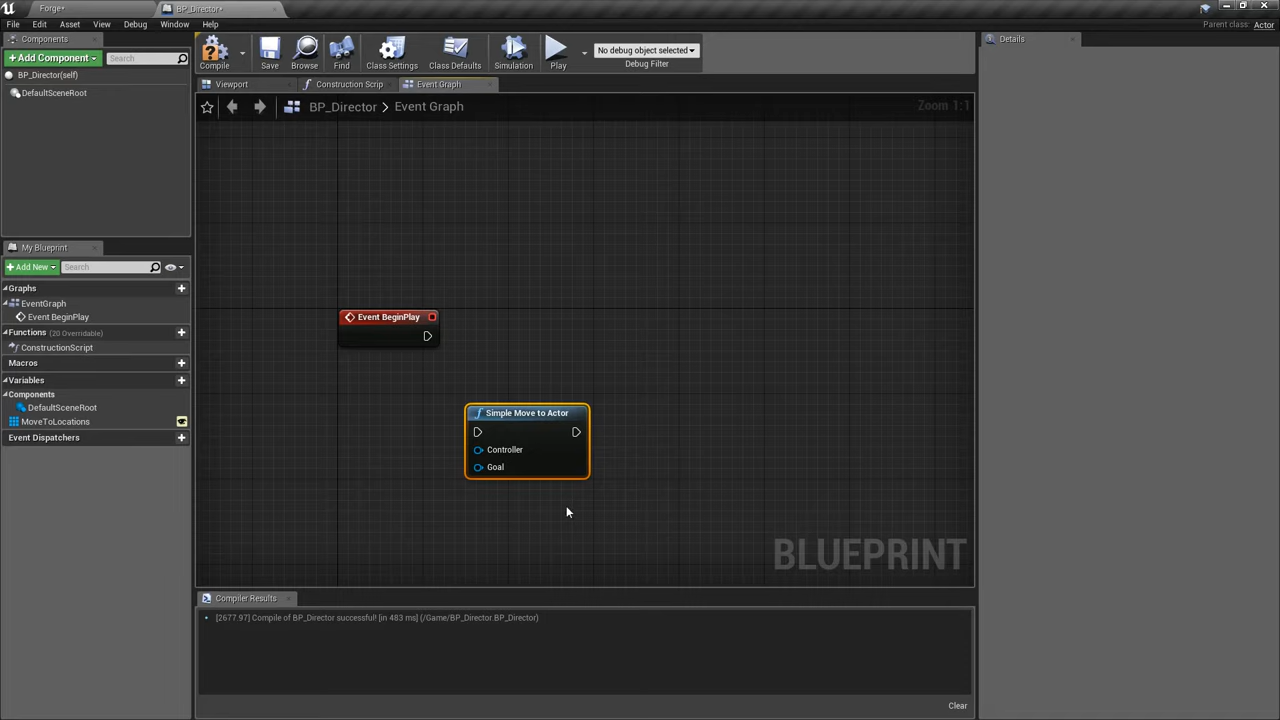 Forge*
BP_Director*
File Edit Asset View Debug Window Help
Parent class: Actor
Components
+Add Component
Search
BP_Director(self)
DefaultSceneRoot
Compile
Save
Browse
Find
Class Settings
Class Defaults
Simulation
Play
No debug object selected
Debug Filter
Details
Viewport
Construction Scrip
Event Graph
BP_Director > Event Graph
Zoom 1:1
My Blueprint
+Add New
Search
Graphs
EventGraph
Event BeginPlay
Functions (20 Overridable)
ConstructionScript
Macros
Variables
Components
DefaultSceneRoot
MoveToLocations
Event Dispatchers
Event BeginPlay
f Simple Move to Actor
Controller
Goal
BLUEPRINT
Compiler Results
[2677.97] Compile of BP_Director successful! [in 483 ms] (/Game/BP_Director.BP_Director)
Clear